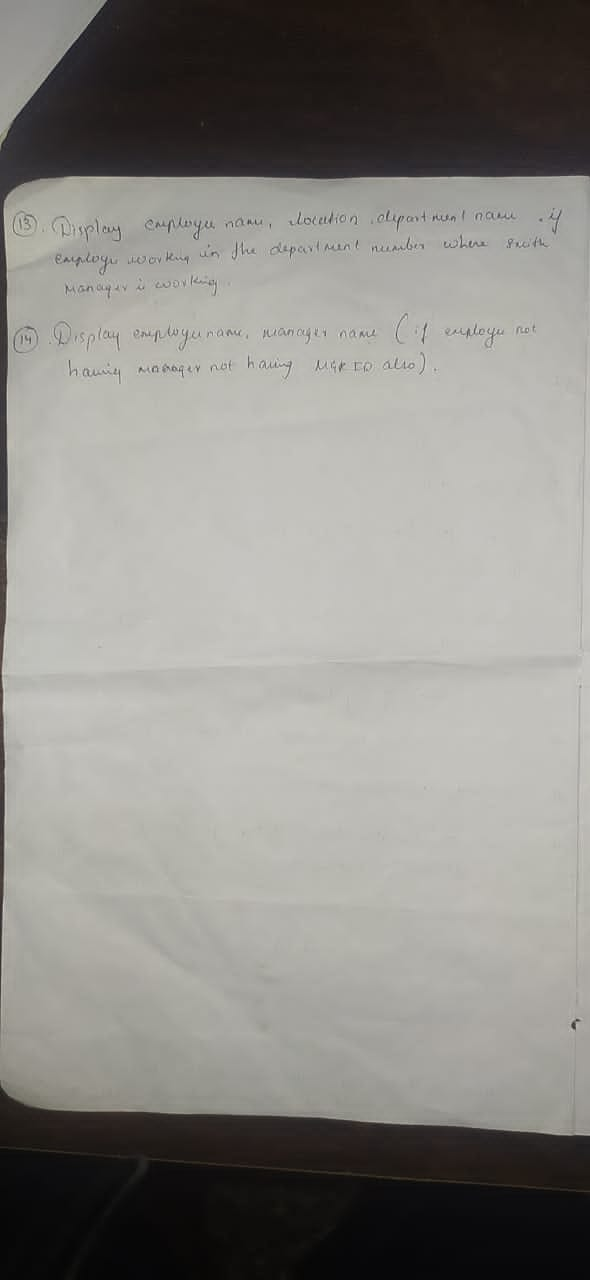 (13). Display employee name, location, department name . if
employee working in the department number where smith
manager is working.
(14). Display employee name, manager name (if employee not
having manager not having MGR ID also).